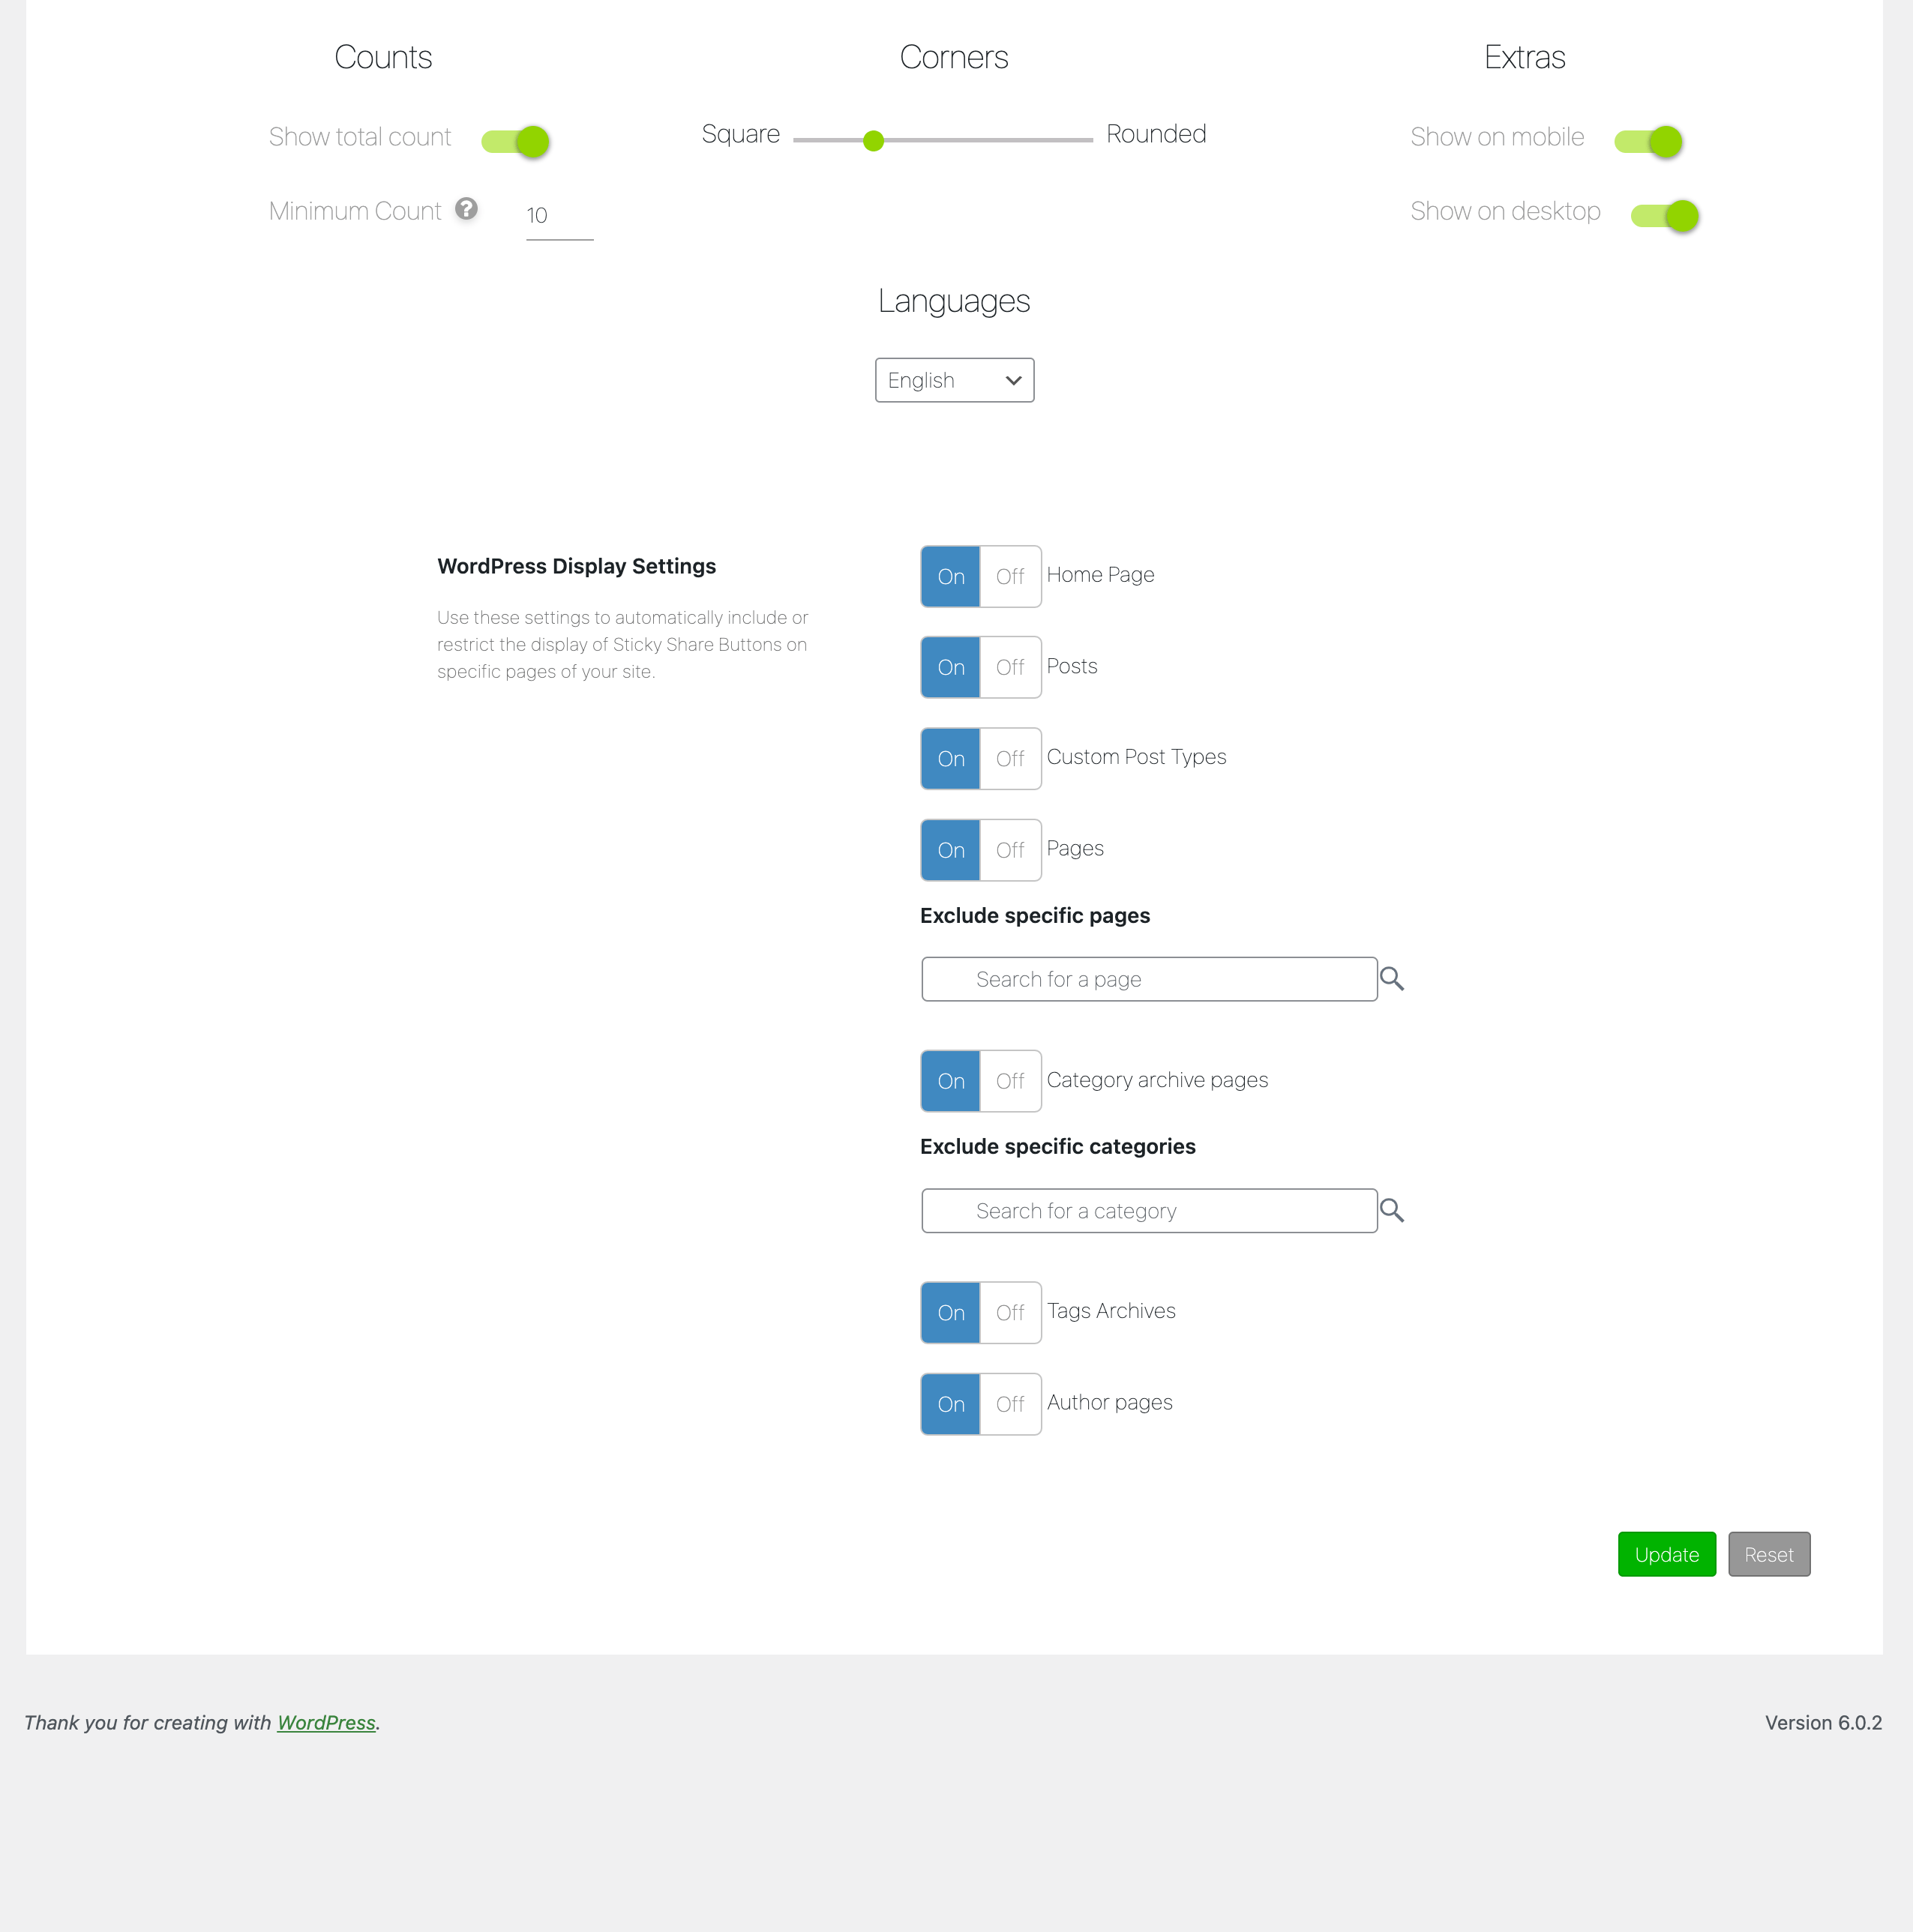 Counts
Corners
Extras
Show total count
Square
Rounded
Show on mobile
Minimum Count ?
10
Show on desktop
Languages
English
WordPress Display Settings
Use these settings to automatically include or
restrict the display of Sticky Share Buttons on
specific pages of your site.
On Off Home Page
On Off Posts
On Off Custom Post Types
On Off Pages
Exclude specific pages
Search for a page
On Off Category archive pages
Exclude specific categories
Search for a category
On Off Tags Archives
On Off Author pages
Update
Reset
Thank you for creating with WordPress.
Version 6.0.2